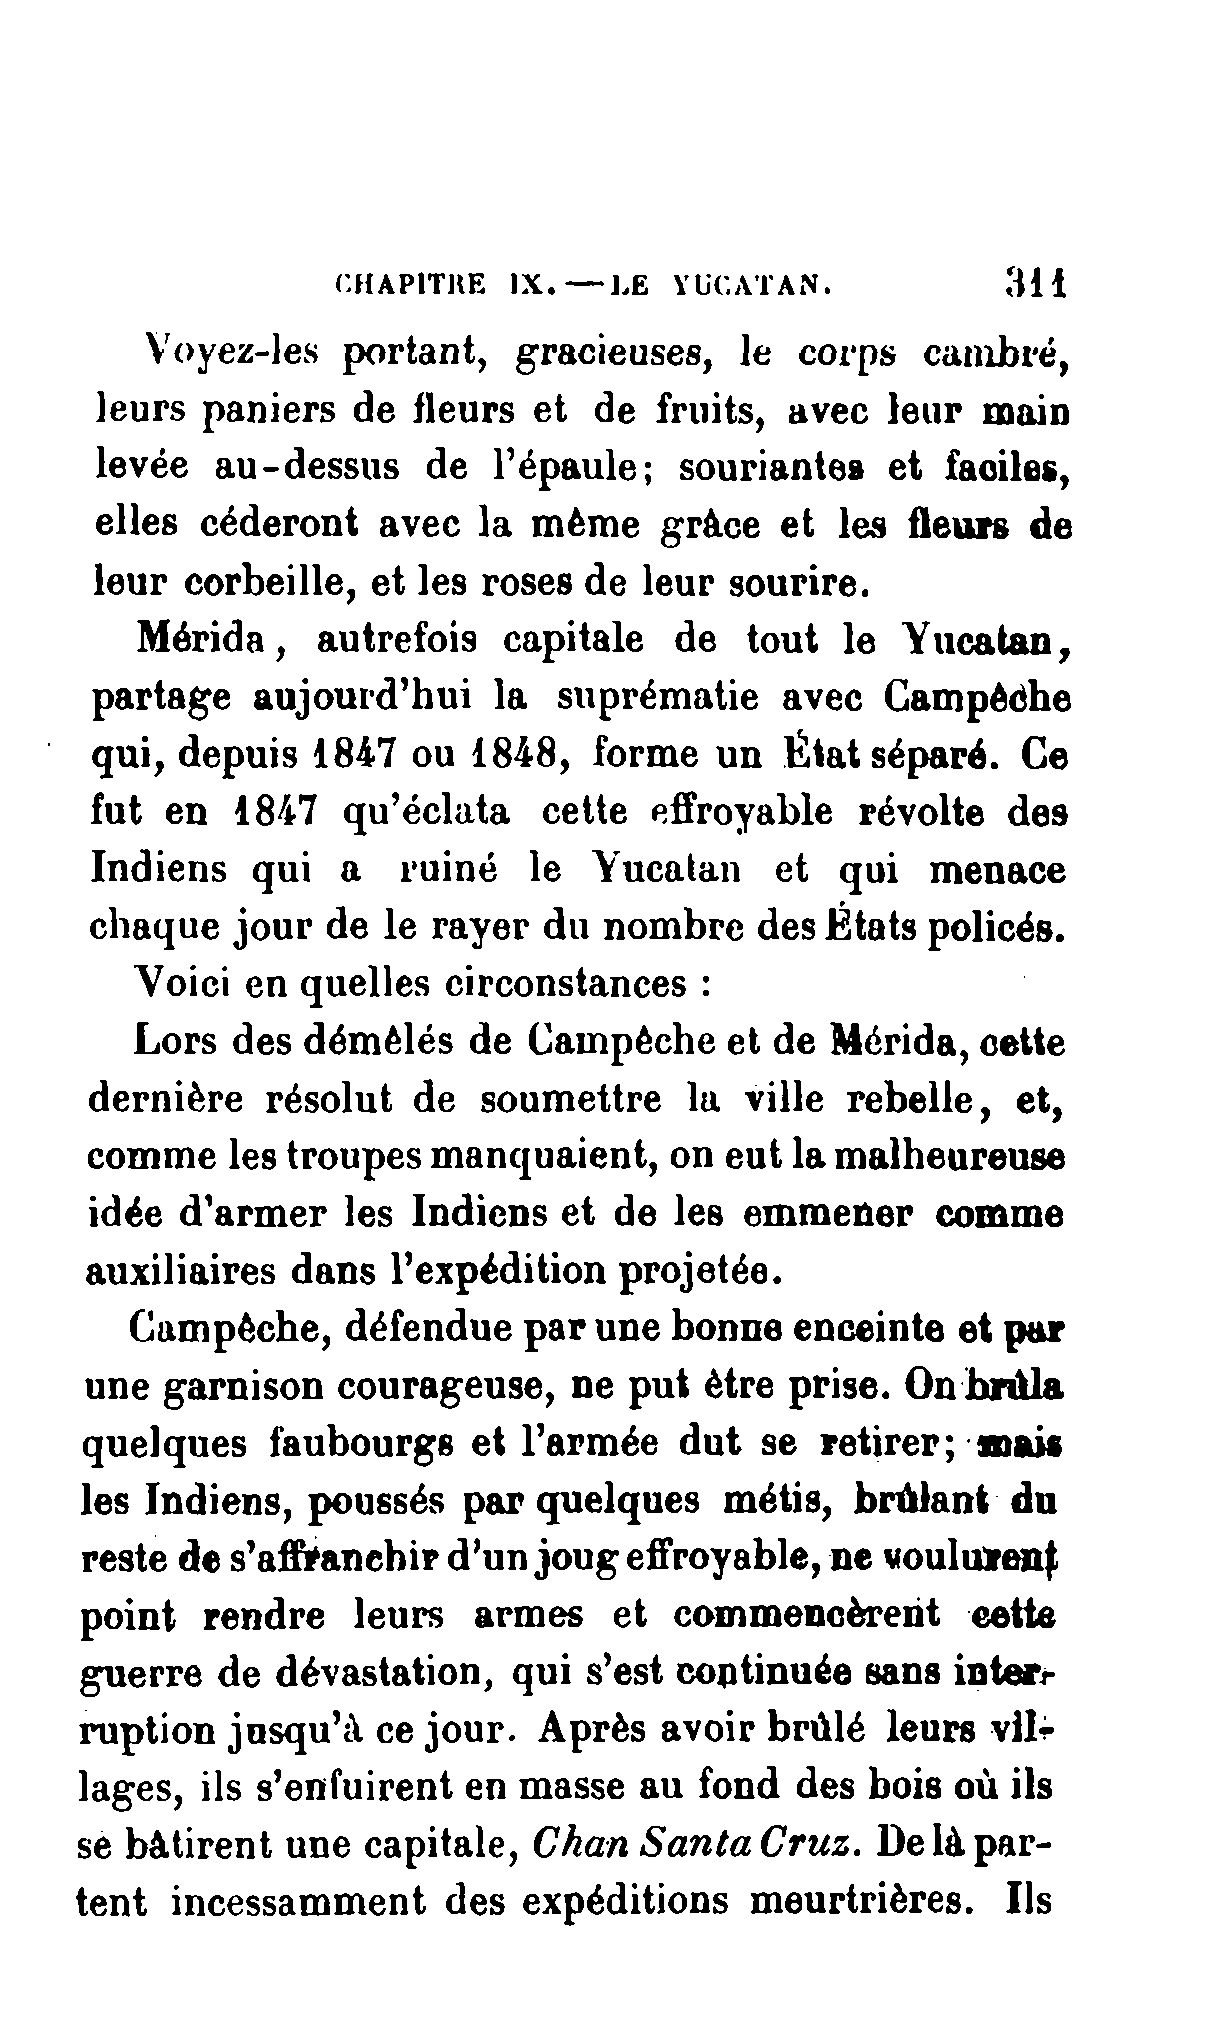 CHAPITRE IX. — LE YUCATAN. 311
Voyez-les portant, gracieuses, le corps cambré,
leurs paniers de fleurs et de fruits, avec leur main
levée au-dessus de l'épaule; souriantes et faciles,
elles céderont avec la même grâce et les fleurs de
leur corbeille, et les roses de leur sourire.
Mérida, autrefois capitale de tout le Yucatan,
partage aujourd'hui la suprématie avec Campêche
qui, depuis 1847 ou 1848, forme un État séparé. Ce
fut en 1847 qu'éclata cette effroyable révolte des
Indiens qui a ruiné le Yucatan et qui menace
chaque jour de le rayer du nombre des États policés.
Voici en quelles circonstances :
Lors des démêlés de Campêche et de Mérida, cette
dernière résolut de soumettre la ville rebelle, et,
comme les troupes manquaient, on eut la malheureuse
idée d'armer les Indiens et de les emmener comme
auxiliaires dans l'expédition projetée.
Campêche, défendue par une bonne enceinte et par
une garnison courageuse, ne put être prise. On brûla
quelques faubourgs et l'armée dut se retirer; mais
les Indiens, poussés par quelques métis, brûlant du
reste de s'affranchir d'un joug effroyable, ne voulurent
point rendre leurs armes et commencèrent cette
guerre de dévastation, qui s'est continuée sans inter-
ruption jusqu'à ce jour. Après avoir brûlé leurs vil-
lages, ils s'enfuirent en masse au fond des bois où ils
se bâtirent une capitale, Chan Santa Cruz. De là par-
tent incessamment des expéditions meurtrières. Ils